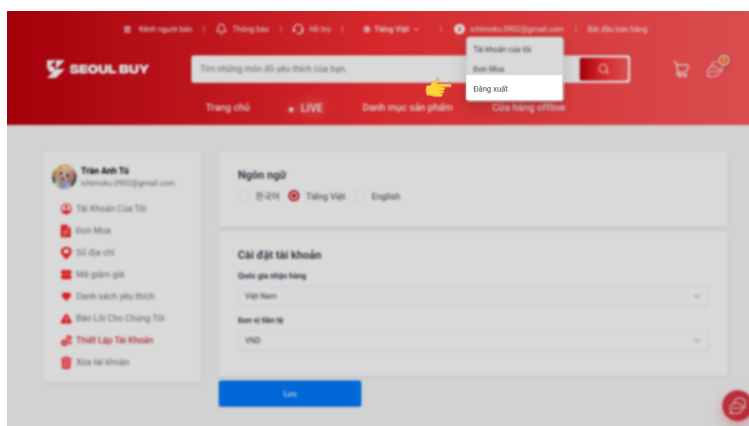 Kênh người bán | Thông báo | Hỗ trợ | Tiếng Việt | ichimoku.0902@gmail.com | Bắt đầu bán hàng
SEOUL BUY
Tìm những món đồ yêu thích của bạn.
Tài khoản của tôi
Đơn Mua
Đăng xuất
Trang chủ
LIVE
Danh mục sản phẩm
Cửa hàng offline
Trần Anh Tú
ichimoku.0902@gmail.com
Tài Khoản Của Tôi
Đơn Mua
Sổ địa chỉ
Mã giảm giá
Danh sách yêu thích
Báo Lỗi Cho Chúng Tôi
Thiết Lập Tài Khoản
Xóa tài khoản
Ngôn ngữ
한국어 Tiếng Việt English
Cài đặt tài khoản
Quốc gia nhận hàng
Việt Nam
Đơn vị tiền tệ
VND
Lưu